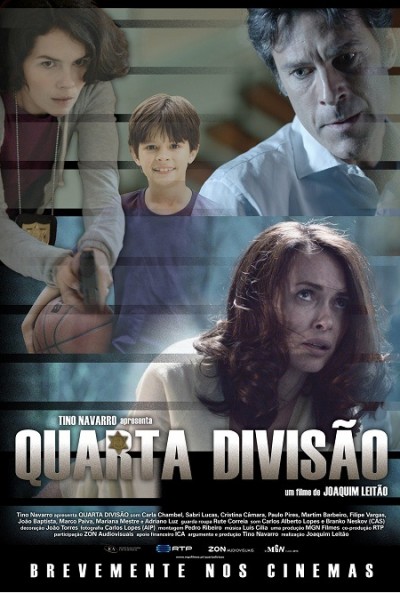 TINO NAVARRO apresenta
QUARTA DIVISÃO
um filme de JOAQUIM LEITÃO
Tino Navarro apresenta QUARTA DIVISÃO com Carla Chambel, Sabri Lucas, Cristina Câmara, Paulo Pires, Martim Barbeiro, Filipe Vargas,
João Baptista, Marco Paiva, Mariana Mestre e Adriano Luz guarda-roupa Rute Correia som Carlos Alberto Lopes e Branko Neskov (CAS)
decoração João Torres fotografia Carlos Lopes (AIP) montagem Pedro Ribeiro música Luís Cília uma produção MGN Filmes co-produção RTP
participação ZON Audiovisuais apoio financeiro ICA argumento e produção Tino Navarro realização Joaquim Leitão
RTP ZON AUDIOVISUAIS
BREVEMENTE NOS CINEMAS